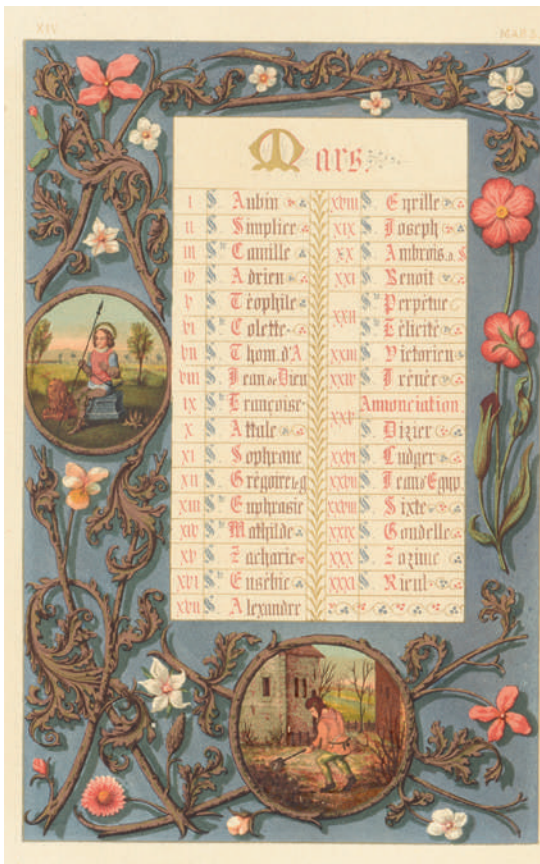 XIV
MARS.
Mars.
I S. Aubin
II S. Simplice
III Ste Camille
IV S. Adrien
V S. Téophile
VI Ste Colette
VII S. Thom. d'A
VIII S. Jean de Dieu
IX Ste Françoise
X S. Attale
XI S. Sophrone
XII S. Grégoire l. g
XIII Ste Euphrasie
XIV Ste Mathilde
XV S. Zacharie
XVI Ste Eusébie
XVII S. Alexandre
XVIII S. Cyrille
XIX S. Joseph
XX S. Ambrois. d. S
XXI S. Benoit
XXII Ste Perpétue
Ste Félicité
XXIII S. Victorien
XXIV S. Irénée
XXV Annonciation.
S. Dizier
XXVI S. Ludger
XXVII S. Jean d'Egyp.
XXVIII S. Sixte
XXIX S. Gondelle
XXX S. Zozime
XXXI S. Rieul